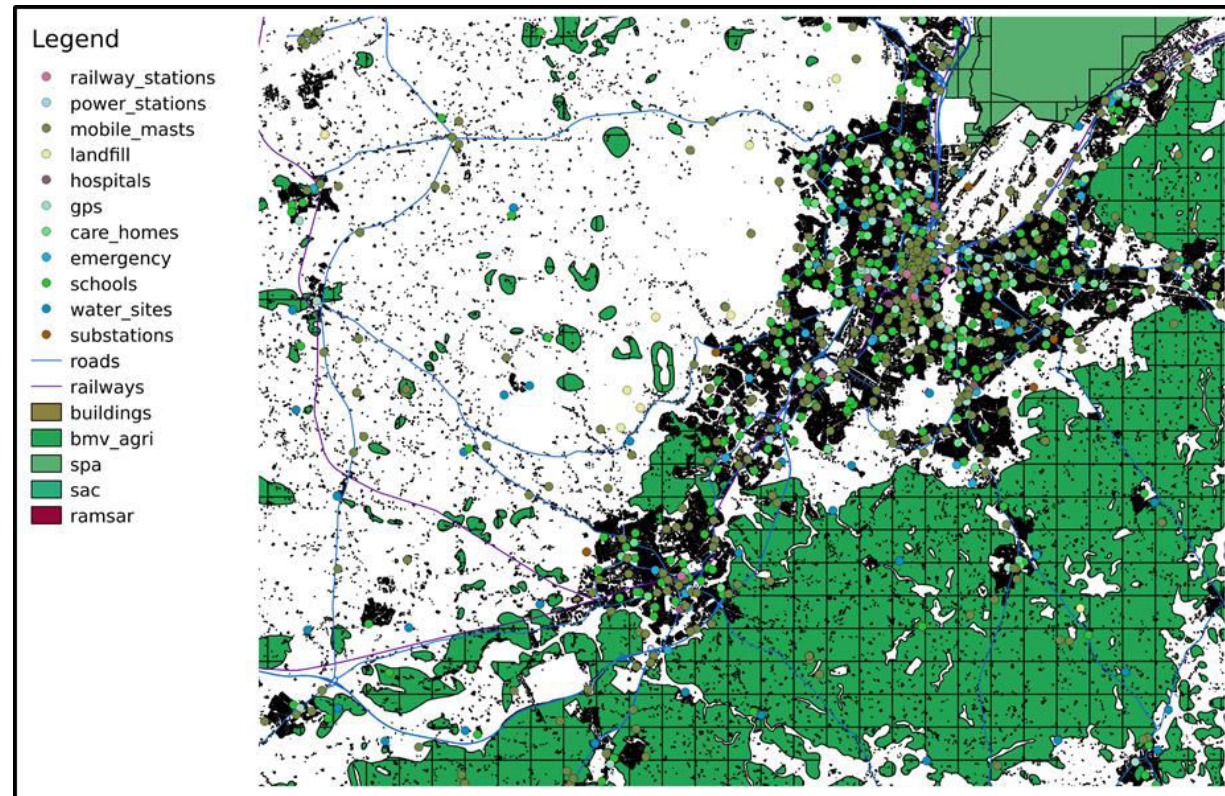 Legend
railway_stations
power_stations
mobile_masts
landfill
hospitals
gps
care_homes
emergency
schools
water_sites
substations
roads
railways
buildings
bmv_agri
spa
sac
ramsar